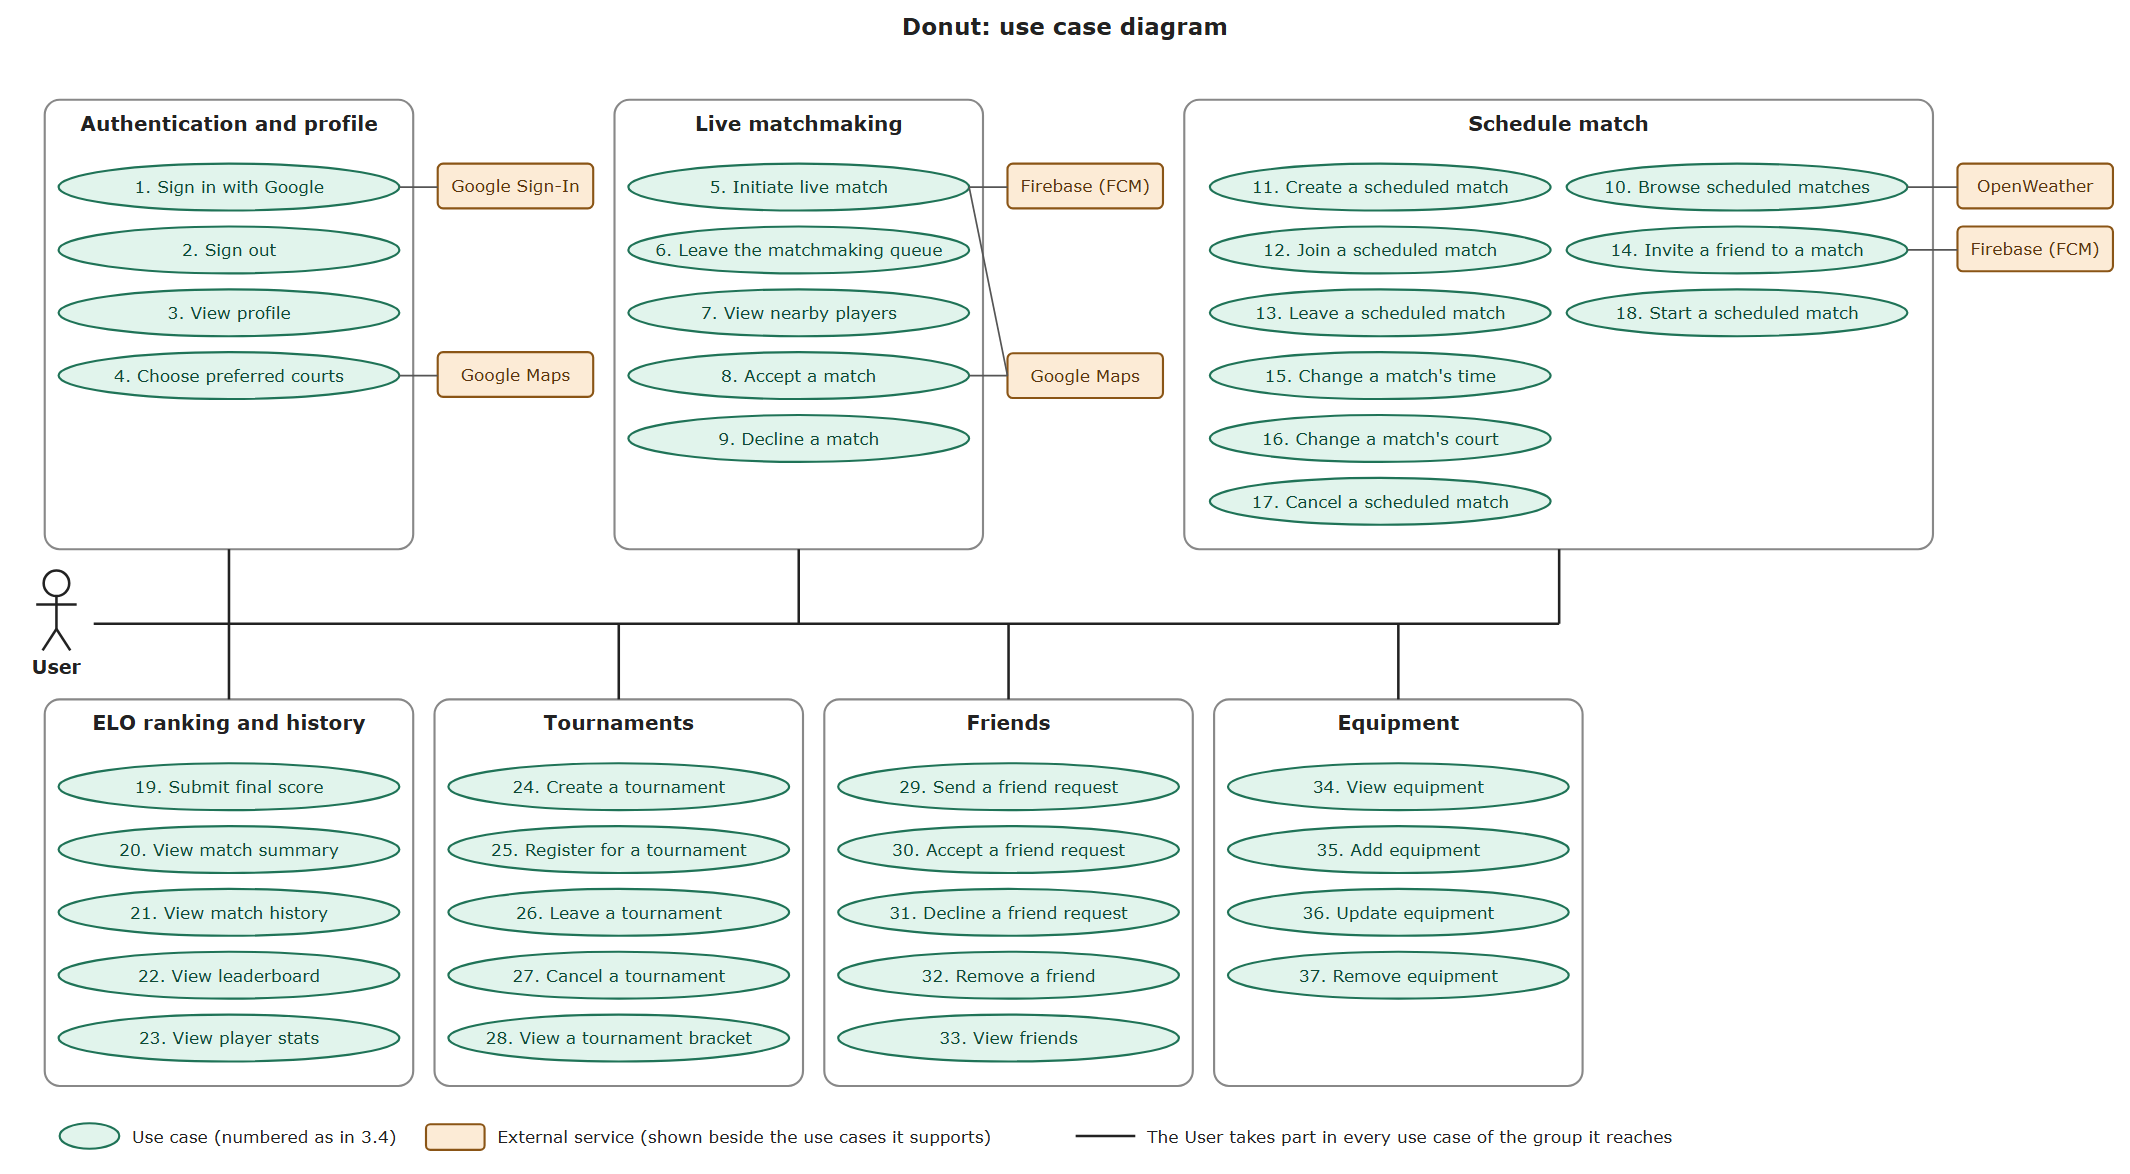 Donut: use case diagram
Authentication and profile
1. Sign in with Google
Google Sign-In
2. Sign out
3. View profile
4. Choose preferred courts
Google Maps
Live matchmaking
5. Initiate live match
Firebase (FCM)
6. Leave the matchmaking queue
7. View nearby players
8. Accept a match
Google Maps
9. Decline a match
Schedule match
11. Create a scheduled match
10. Browse scheduled matches
OpenWeather
12. Join a scheduled match
14. Invite a friend to a match
Firebase (FCM)
13. Leave a scheduled match
18. Start a scheduled match
15. Change a match's time
16. Change a match's court
17. Cancel a scheduled match
User
ELO ranking and history
19. Submit final score
20. View match summary
21. View match history
22. View leaderboard
23. View player stats
Tournaments
24. Create a tournament
25. Register for a tournament
26. Leave a tournament
27. Cancel a tournament
28. View a tournament bracket
Friends
29. Send a friend request
30. Accept a friend request
31. Decline a friend request
32. Remove a friend
33. View friends
Equipment
34. View equipment
35. Add equipment
36. Update equipment
37. Remove equipment
Use case (numbered as in 3.4)
External service (shown beside the use cases it supports)
The User takes part in every use case of the group it reaches